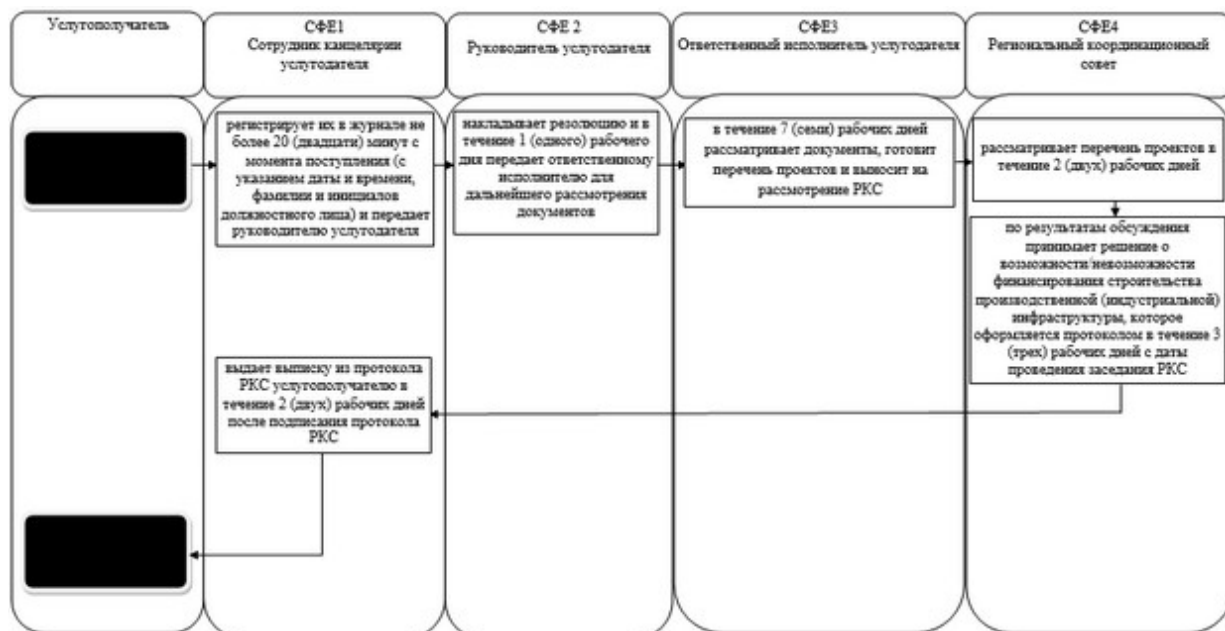 Услугополучатель
СФЕ1
Сотрудник канцелярии
услугодателя
СФЕ 2
Руководитель услугодателя
СФЕ3
Ответственный исполнитель услугодателя
СФЕ4
Региональный координационный
совет
регистрирует их в журнале не
более 20 (двадцати) минут с
момента поступления (с
указанием даты и времени,
фамилии и инициалов
должностного лица) и передает
руководителю услугодателя
накладывает резолюцию и в
течение 1 (одного) рабочего
дня передает ответственному
исполнителю для
дальнейшего рассмотрения
документов
в течение 7 (семи) рабочих дней
рассматривает документы, готовит
перечень проектов и выносит на
рассмотрение РКС
рассматривает перечень проектов в
течение 2 (двух) рабочих дней
по результатам обсуждения
принимает решение о
возможности/невозможности
финансирования строительства
производственной (индустриальной)
инфраструктуры, которое
оформляется протоколом в течение 3
(трех) рабочих дней с даты
проведения заседания РКС
выдает выписку из протокола
РКС услугополучателю в
течение 2 (двух) рабочих дней
после подписания протокола
РКС